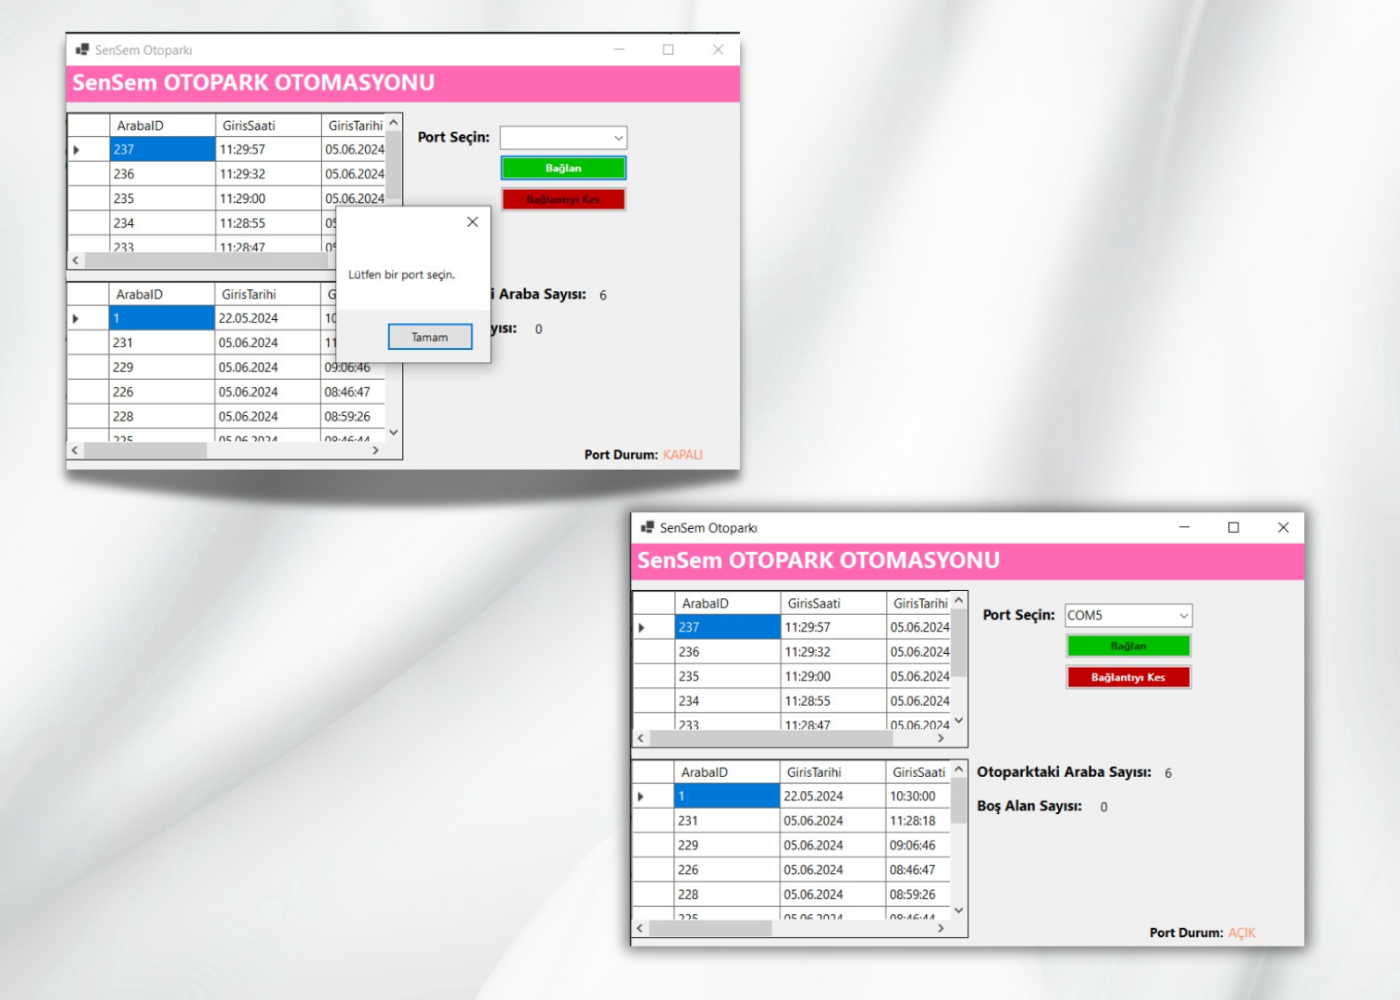 SenSem Otoparkı
SenSem OTOPARK OTOMASYONU
ArabaID GirisSaati GirisTarihi
237 11:29:57 05.06.2024
236 11:29:32 05.06.2024
235 11:29:00 05.06.2024
234 11:28:55 05
233 11:28:47 05
Port Seçin:
Bağlan
Bağlantıyı Kes
Lütfen bir port seçin.
Tamam
ArabaID GirisTarihi G
1 22.05.2024 10
231 05.06.2024 11
229 05.06.2024 09:06:46
226 05.06.2024 08:46:47
228 05.06.2024 08:59:26
225 05.06.2024 08:46:44
i Araba Sayısı: 6
yısı: 0
Port Durum: KAPALI
SenSem Otoparkı
SenSem OTOPARK OTOMASYONU
ArabaID GirisSaati GirisTarihi
237 11:29:57 05.06.2024
236 11:29:32 05.06.2024
235 11:29:00 05.06.2024
234 11:28:55 05.06.2024
233 11:28:47 05.06.2024
Port Seçin: COM5
Bağlan
Bağlantıyı Kes
ArabaID GirisTarihi GirisSaati
1 22.05.2024 10:30:00
231 05.06.2024 11:28:18
229 05.06.2024 09:06:46
226 05.06.2024 08:46:47
228 05.06.2024 08:59:26
225 05.06.2024 08:46:44
Otoparktaki Araba Sayısı: 6
Boş Alan Sayısı: 0
Port Durum: AÇIK